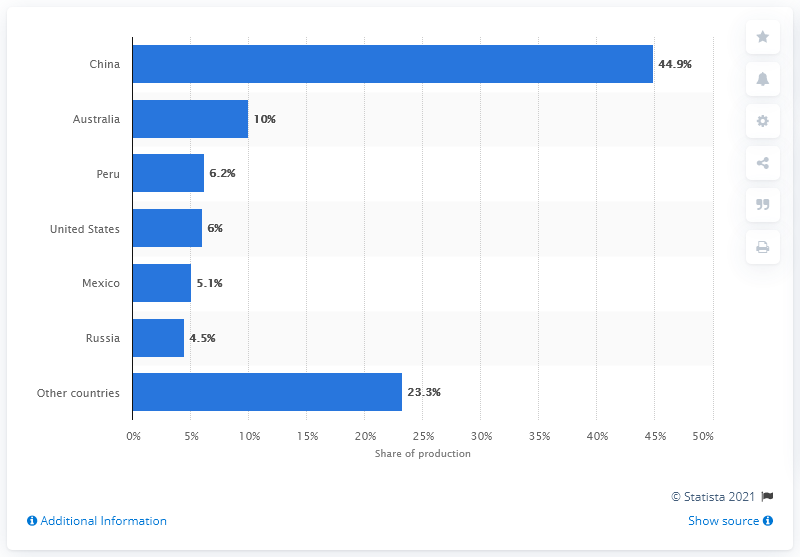 China
44.9%
Australia
10%
Peru
6.2%
United States
6%
Mexico
5.1%
Russia
4.5%
Other countries
23.3%
0% 5% 10% 15% 20% 25% 30% 35% 40% 45% 50%
Share of production
© Statista 2021
Additional Information
Show source